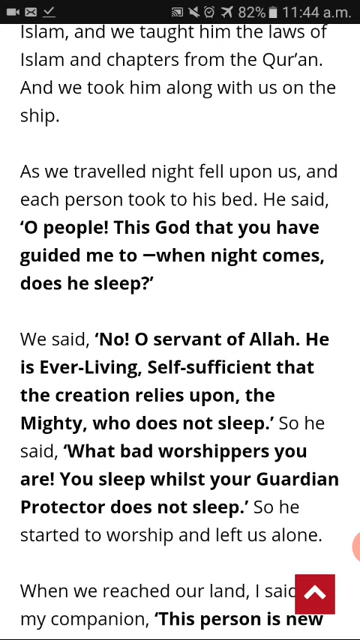 82% 11:44 a.m.
Islam, and we taught him the laws of
Islam and chapters from the Qur’an.
And we took him along with us on the
ship.
As we travelled night fell upon us, and
each person took to his bed. He said,
‘O people! This God that you have
guided me to —when night comes,
does he sleep?’
We said, ‘No! O servant of Allah. He
is Ever-Living, Self-sufficient that
the creation relies upon, the
Mighty, who does not sleep.’ So he
said, ‘What bad worshippers you
are! You sleep whilst your Guardian
Protector does not sleep.’ So he
started to worship and left us alone.
When we reached our land, I said
my companion, ‘This person is new